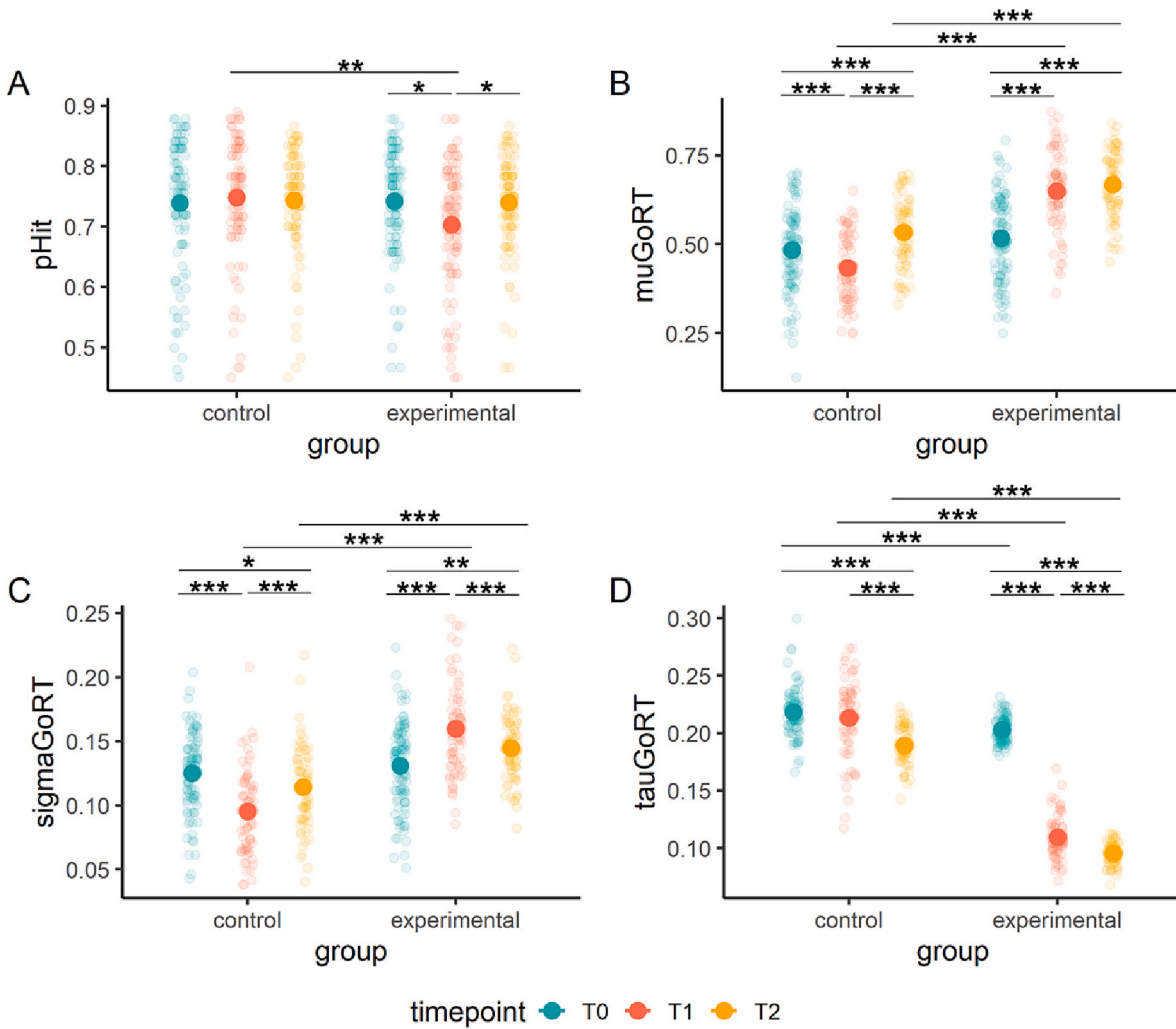 A
**
* *
pHit
0.9
0.8
0.7
0.6
0.5
control experimental
group
B
***
***
*** ***
*** *** ***
muGoRT
0.75
0.50
0.25
control experimental
group
C
***
***
* **
*** *** *** ***
sigmaGoRT
0.25
0.20
0.15
0.10
0.05
control experimental
group
D
***
***
***
*** ***
*** *** ***
tauGoRT
0.30
0.25
0.20
0.15
0.10
control experimental
group
timepoint T0 T1 T2